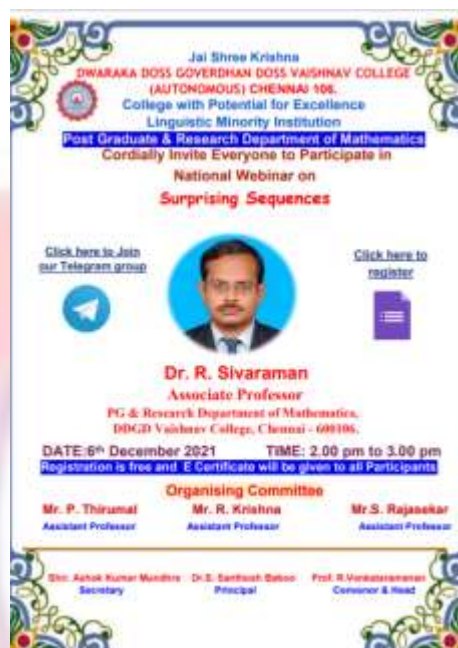 Jai Shree Krishna
DWARAKA DOSS GOVERDHAN DOSS VAISHNAV COLLEGE
(AUTONOMOUS) CHENNAI 106.
College with Potential for Excellence
Linguistic Minority Institution
Post Graduate & Research Department of Mathematics
Cordially Invite Everyone to Participate in
National Webinar on
Surprising Sequences
Click here to Join
our Telegram group
Click here to
register
Dr. R. Sivaraman
Associate Professor
PG & Research Department of Mathematics,
DDGD Vaishnav College, Chennai - 600106.
DATE:6th December 2021 TIME: 2.00 pm to 3.00 pm
Registration is free and E Certificate will be given to all Participants
Organising Committee
Mr. P. Thirumal Mr. R. Krishna Mr.S. Rajasekar
Assistant Professor Assistant Professor Assistant Professor
Shri. Ashok Kumar Mundhra Dr.S. Santhosh Baboo Prof. R.Venkataramanan
Secretary Principal Convenor & Head